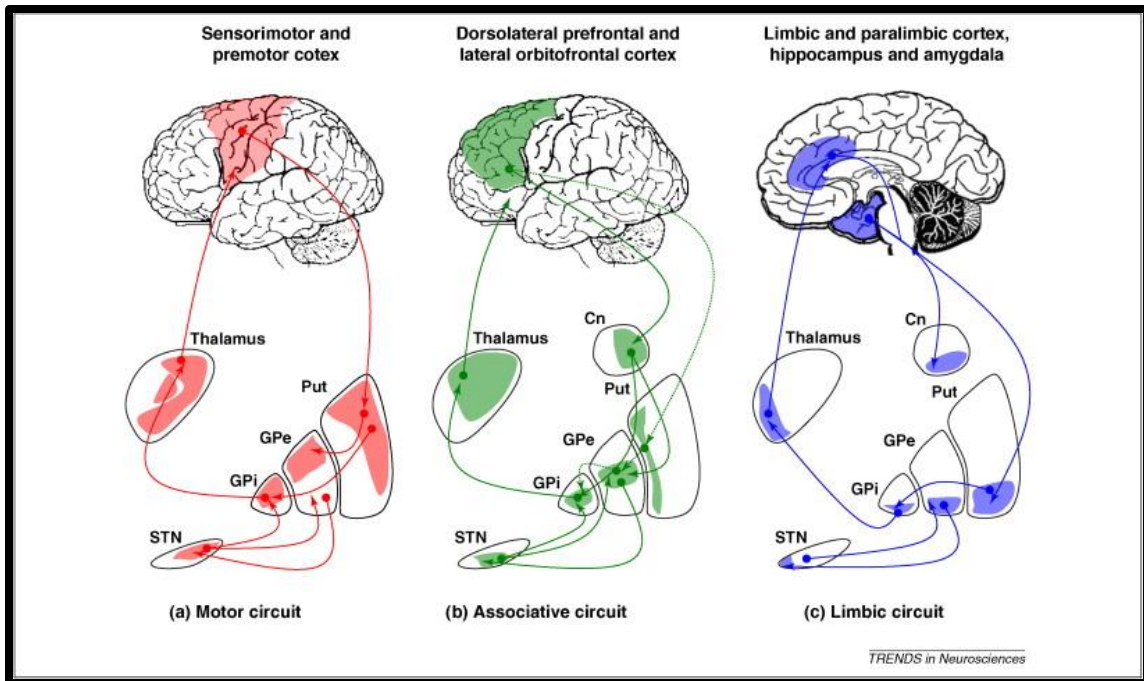 Sensorimotor and
premotor cotex
Dorsolateral prefrontal and
lateral orbitofrontal cortex
Limbic and paralimbic cortex,
hippocampus and amygdala
Thalamus
Put
GPe
GPi
STN
(a) Motor circuit
Cn
Thalamus
Put
GPe
GPi
STN
(b) Associative circuit
Cn
Thalamus
Put
GPe
GPi
STN
(c) Limbic circuit
TRENDS in Neurosciences